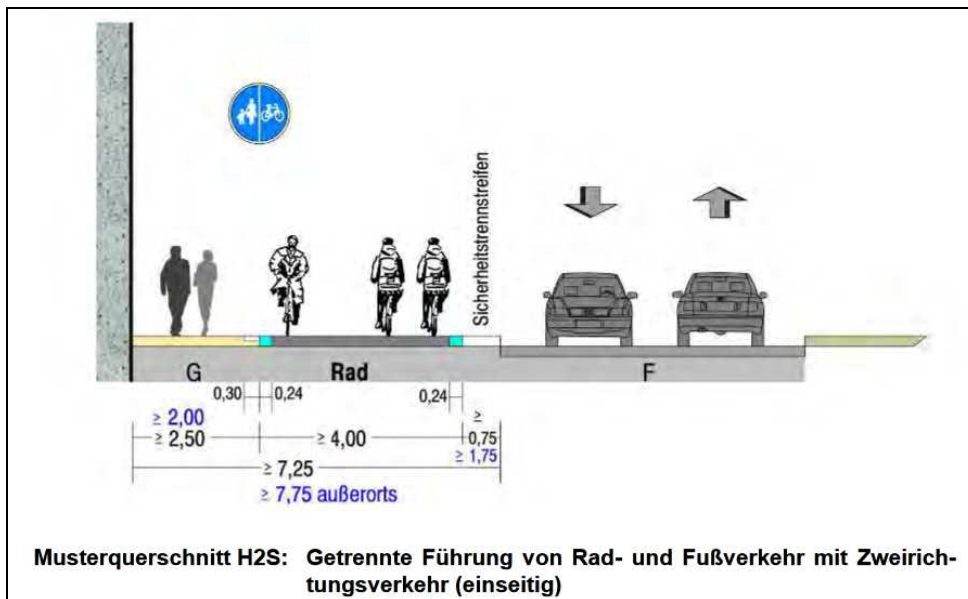 Sicherheitstrennstreifen
G
Rad
F
0,30
0,24
0,24
≥ 2,00
≥ 2,50
≥ 4,00
≥
0,75
≥ 1,75
≥ 7,25
≥ 7,75 außerorts
Musterquerschnitt H2S: Getrennte Führung von Rad- und Fußverkehr mit Zweirich-
tungsverkehr (einseitig)